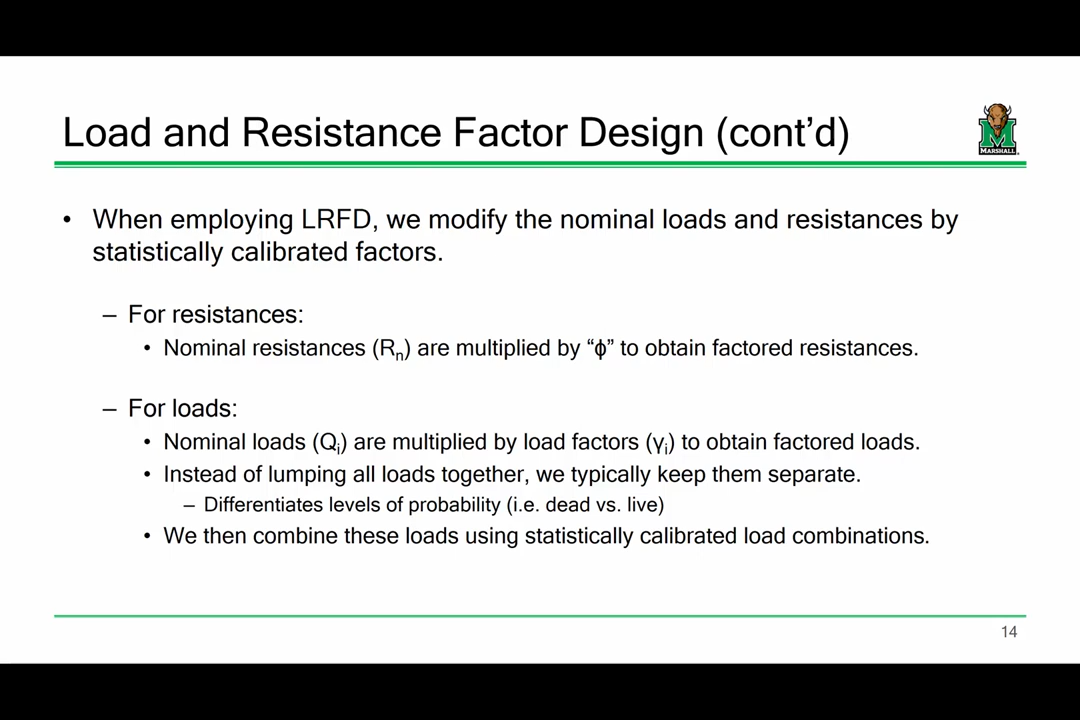 Load and Resistance Factor Design (cont’d)
M
MARSHALL
• When employing LRFD, we modify the nominal loads and resistances by
statistically calibrated factors.
– For resistances:
• Nominal resistances (Rn) are multiplied by “ϕ” to obtain factored resistances.
– For loads:
• Nominal loads (Qi) are multiplied by load factors (γi) to obtain factored loads.
• Instead of lumping all loads together, we typically keep them separate.
– Differentiates levels of probability (i.e. dead vs. live)
• We then combine these loads using statistically calibrated load combinations.
14